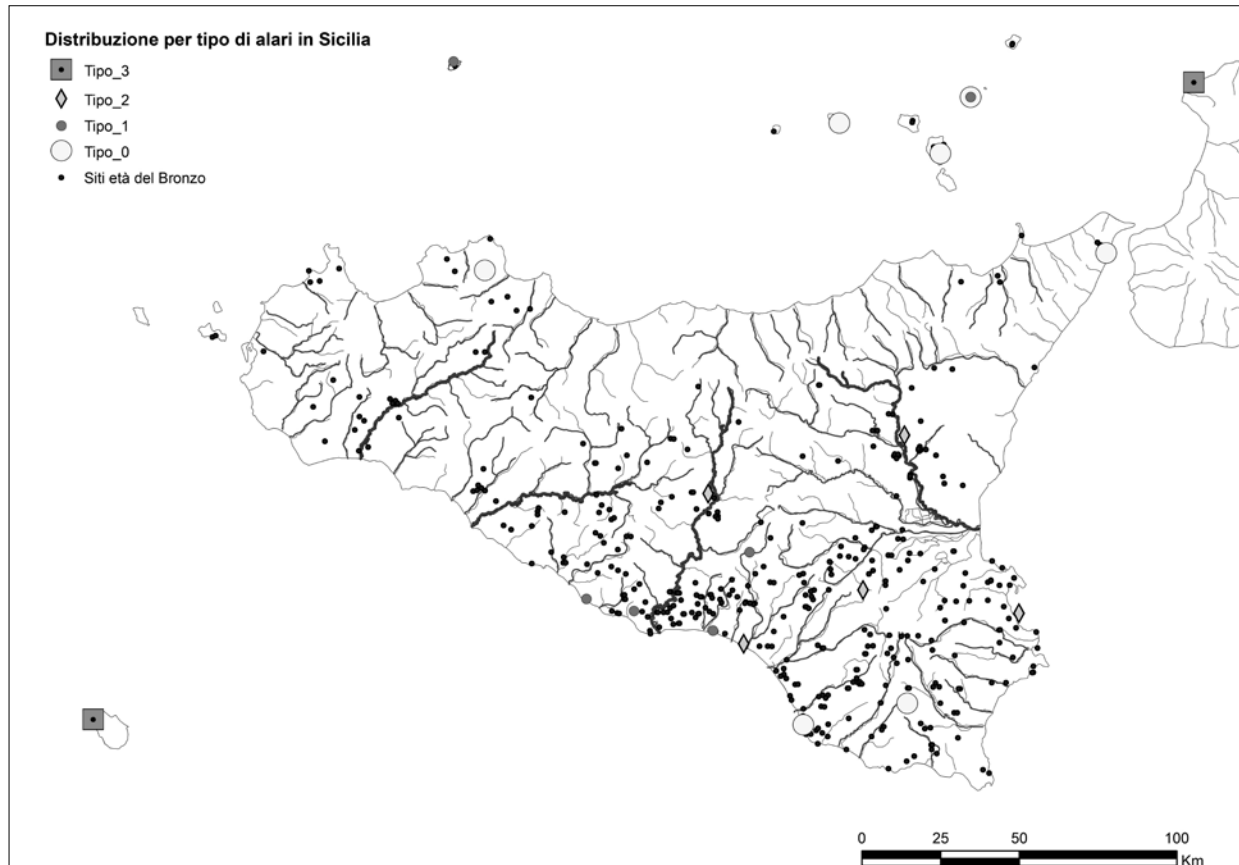 Distribuzione per tipo di alari in Sicilia
Tipo_3
Tipo_2
Tipo_1
Tipo_0
Siti età del Bronzo
0 25 50 100
Km